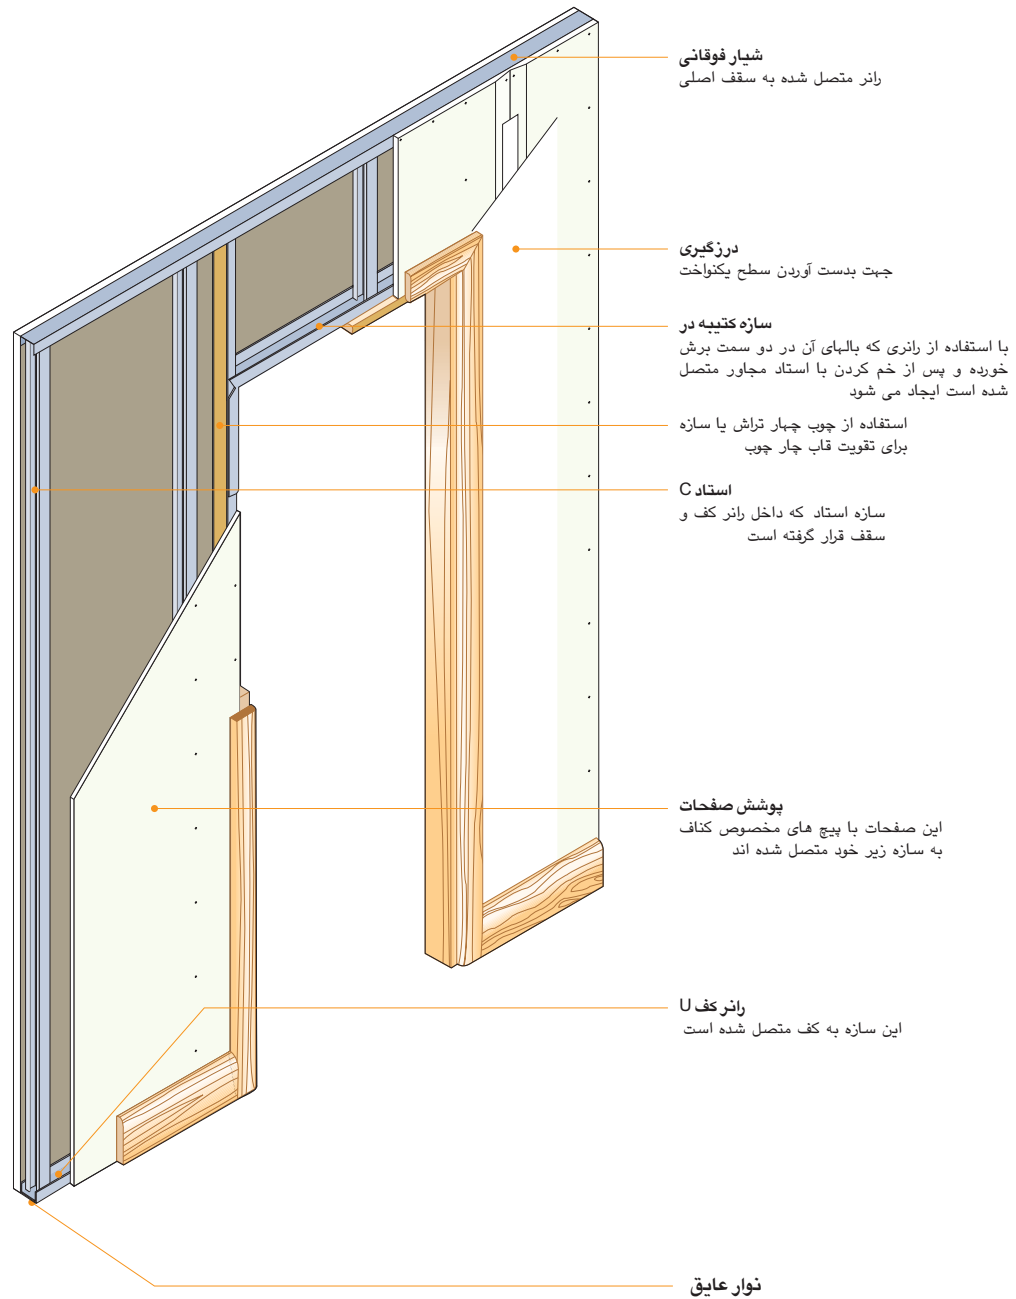 شیار فوقانی
رانر متصل شده به سقف اصلی
درزگیری
جهت بدست آوردن سطح یکنواخت
سازه کتیبه در
با استفاده از رانری که بالهای آن در دو سمت برش
خورده و پس از خم کردن با استاد مجاور متصل
شده است ایجاد می شود
استفاده از چوب چهار تراش یا سازه
برای تقویت قاب چار چوب
استاد C
سازه استاد که داخل رانر کف و
سقف قرار گرفته است
پوشش صفحات
این صفحات با پیچ های مخصوص کناف
به سازه زیر خود متصل شده اند
رانر کف U
این سازه به کف متصل شده است
نوار عایق